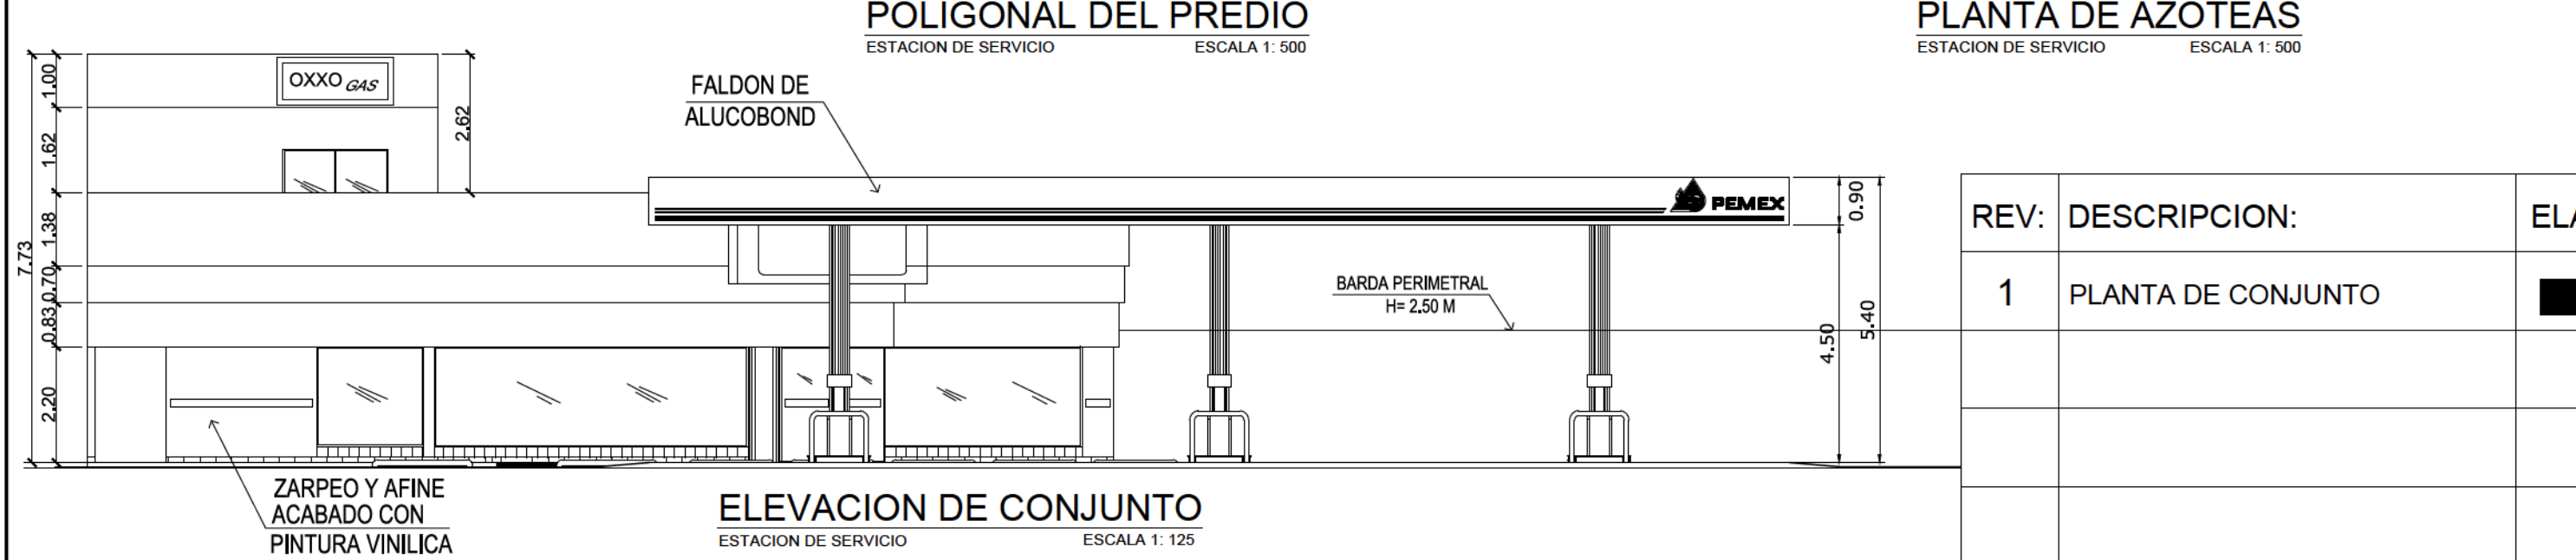 POLIGONAL DEL PREDIO
ESTACION DE SERVICIO ESCALA 1: 500
PLANTA DE AZOTEAS
ESTACION DE SERVICIO ESCALA 1: 500
OXXO GAS
1.00
1.62
2.62
1.38
7.73
0.70
0.83
2.20
FALDON DE
ALUCOBOND
PEMEX
0.90
4.50
5.40
BARDA PERIMETRAL
H= 2.50 M
ZARPEO Y AFINE
ACABADO CON
PINTURA VINILICA
ELEVACION DE CONJUNTO
ESTACION DE SERVICIO ESCALA 1: 125
REV: DESCRIPCION:
1 PLANTA DE CONJUNTO